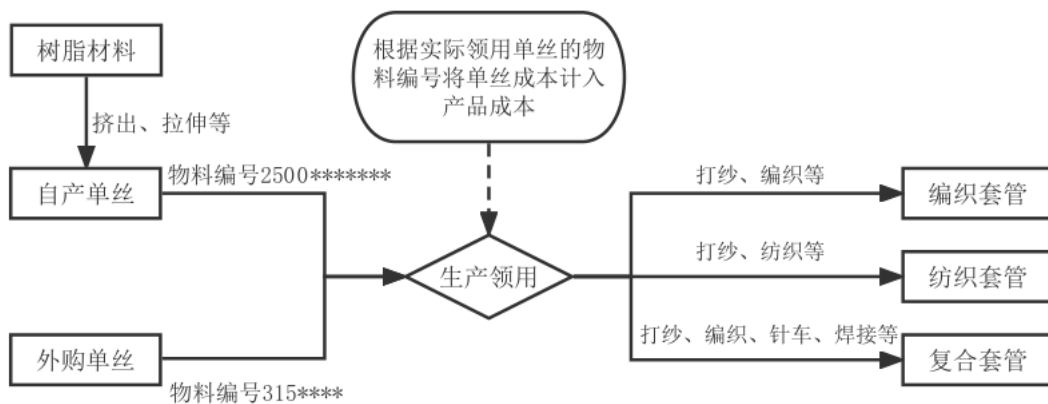 树脂材料
根据实际领用单丝的物
料编号将单丝成本计入
产品成本
挤出、拉伸等
自产单丝
物料编号2500*******
打纱、编织等
编织套管
生产领用
打纱、纺织等
纺织套管
外购单丝
物料编号315****
打纱、编织、针车、焊接等
复合套管